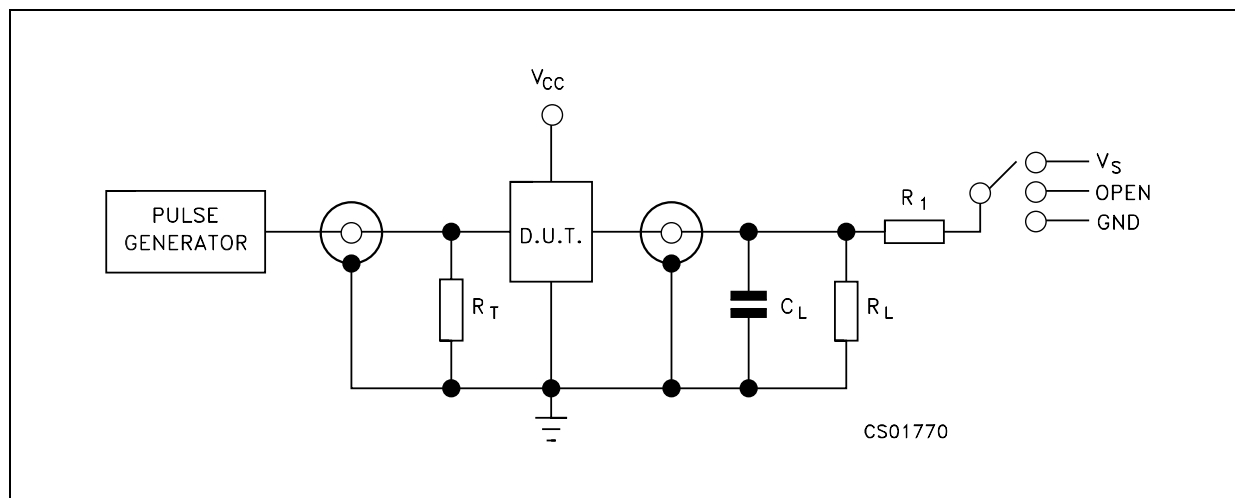 VCC
PULSE
GENERATOR
D.U.T.
RT
CL
RL
R1
VS
OPEN
GND
CS01770